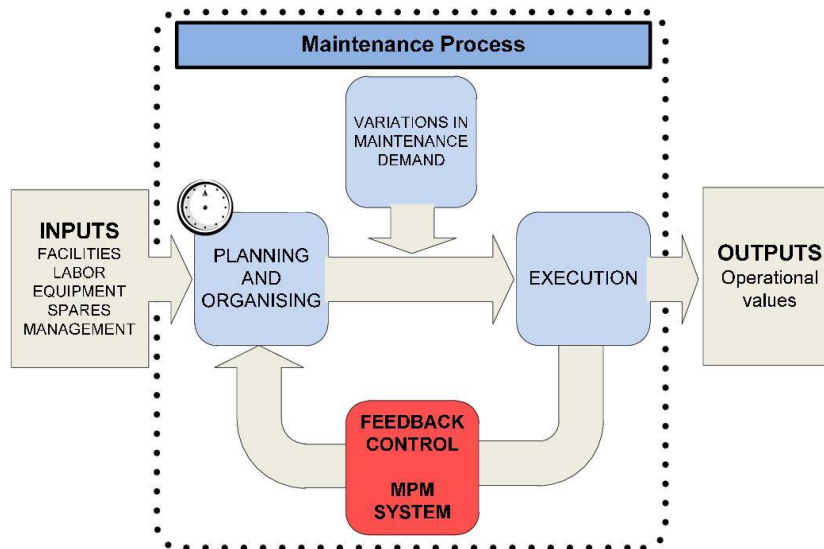 Maintenance Process
VARIATIONS IN
MAINTENANCE
DEMAND
INPUTS
FACILITIES
LABOR
EQUIPMENT
SPARES
MANAGEMENT
PLANNING
AND
ORGANISING
EXECUTION
OUTPUTS
Operational
values
FEEDBACK
CONTROL
MPM
SYSTEM